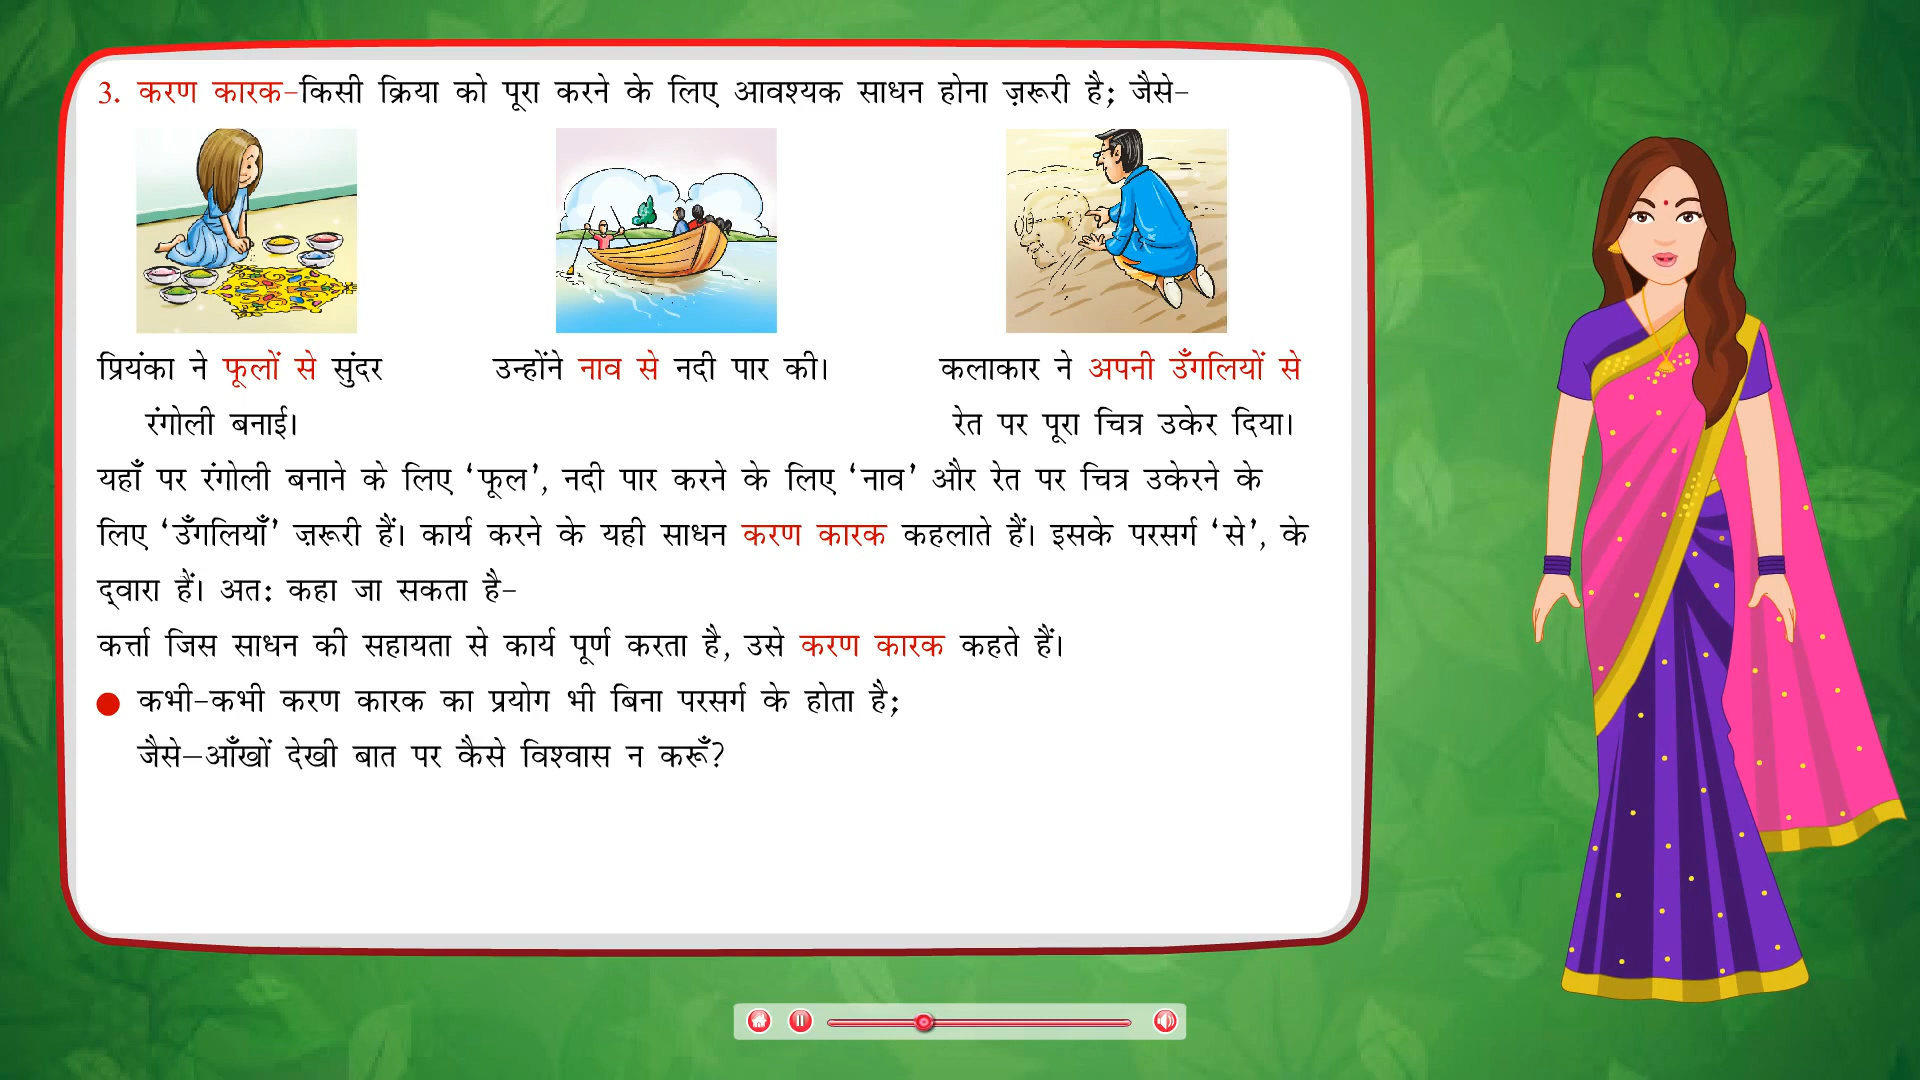 3. करण कारक–किसी क्रिया को पूरा करने के लिए आवश्यक साधन होना ज़रूरी है; जैसे–
प्रियंका ने फूलों से सुंदर
रंगोली बनाई।
उन्होंने नाव से नदी पार की।
कलाकार ने अपनी उँगलियों से
रेत पर पूरा चित्र उकेर दिया।
यहाँ पर रंगोली बनाने के लिए ‘फूल’, नदी पार करने के लिए ‘नाव’ और रेत पर चित्र उकेरने के
लिए ‘उँगलियाँ’ ज़रूरी हैं। कार्य करने के यही साधन करण कारक कहलाते हैं। इसके परसर्ग ‘से’, के
द्‌वारा हैं। अतः कहा जा सकता है–
कर्त्ता जिस साधन की सहायता से कार्य पूर्ण करता है, उसे करण कारक कहते हैं।
● कभी-कभी करण कारक का प्रयोग भी बिना परसर्ग के होता है;
जैसे–आँखों देखी बात पर कैसे विश्वास न करूँ?